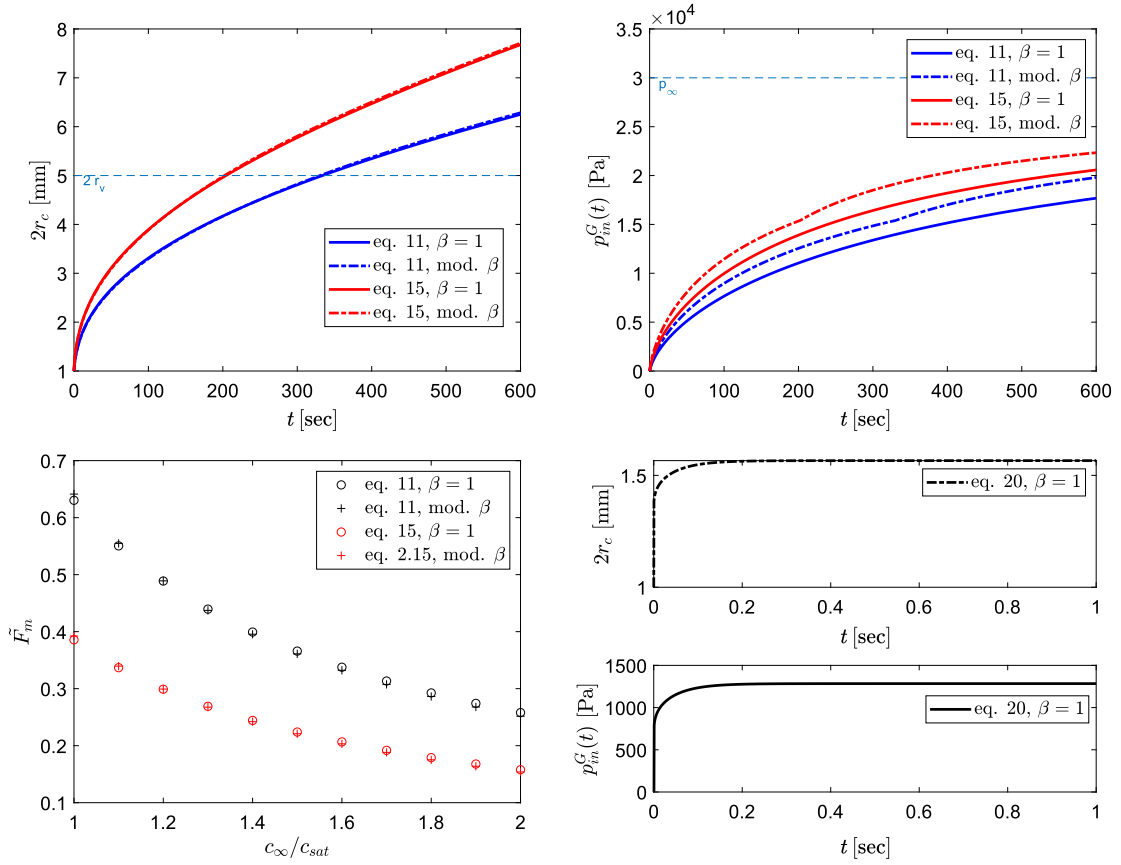 8
7
6
5
4
3
2
1
2r_c [mm]
2 r_v
eq. 11, β = 1
eq. 11, mod. β
eq. 15, β = 1
eq. 15, mod. β
0 100 200 300 400 500 600
t [sec]
×10^4
3.5
3
2.5
2
1.5
1
0.5
0
p_in^G(t) [Pa]
p_∞
eq. 11, β = 1
eq. 11, mod. β
eq. 15, β = 1
eq. 15, mod. β
0 100 200 300 400 500 600
t [sec]
0.7
0.6
0.5
0.4
0.3
0.2
0.1
F̃_m
eq. 11, β = 1
eq. 11, mod. β
eq. 15, β = 1
eq. 2.15, mod. β
1 1.2 1.4 1.6 1.8 2
c_∞/c_sat
1.5
1
2r_c [mm]
eq. 20, β = 1
0 0.2 0.4 0.6 0.8 1
t [sec]
1500
1000
500
0
p_in^G(t) [Pa]
eq. 20, β = 1
0 0.2 0.4 0.6 0.8 1
t [sec]